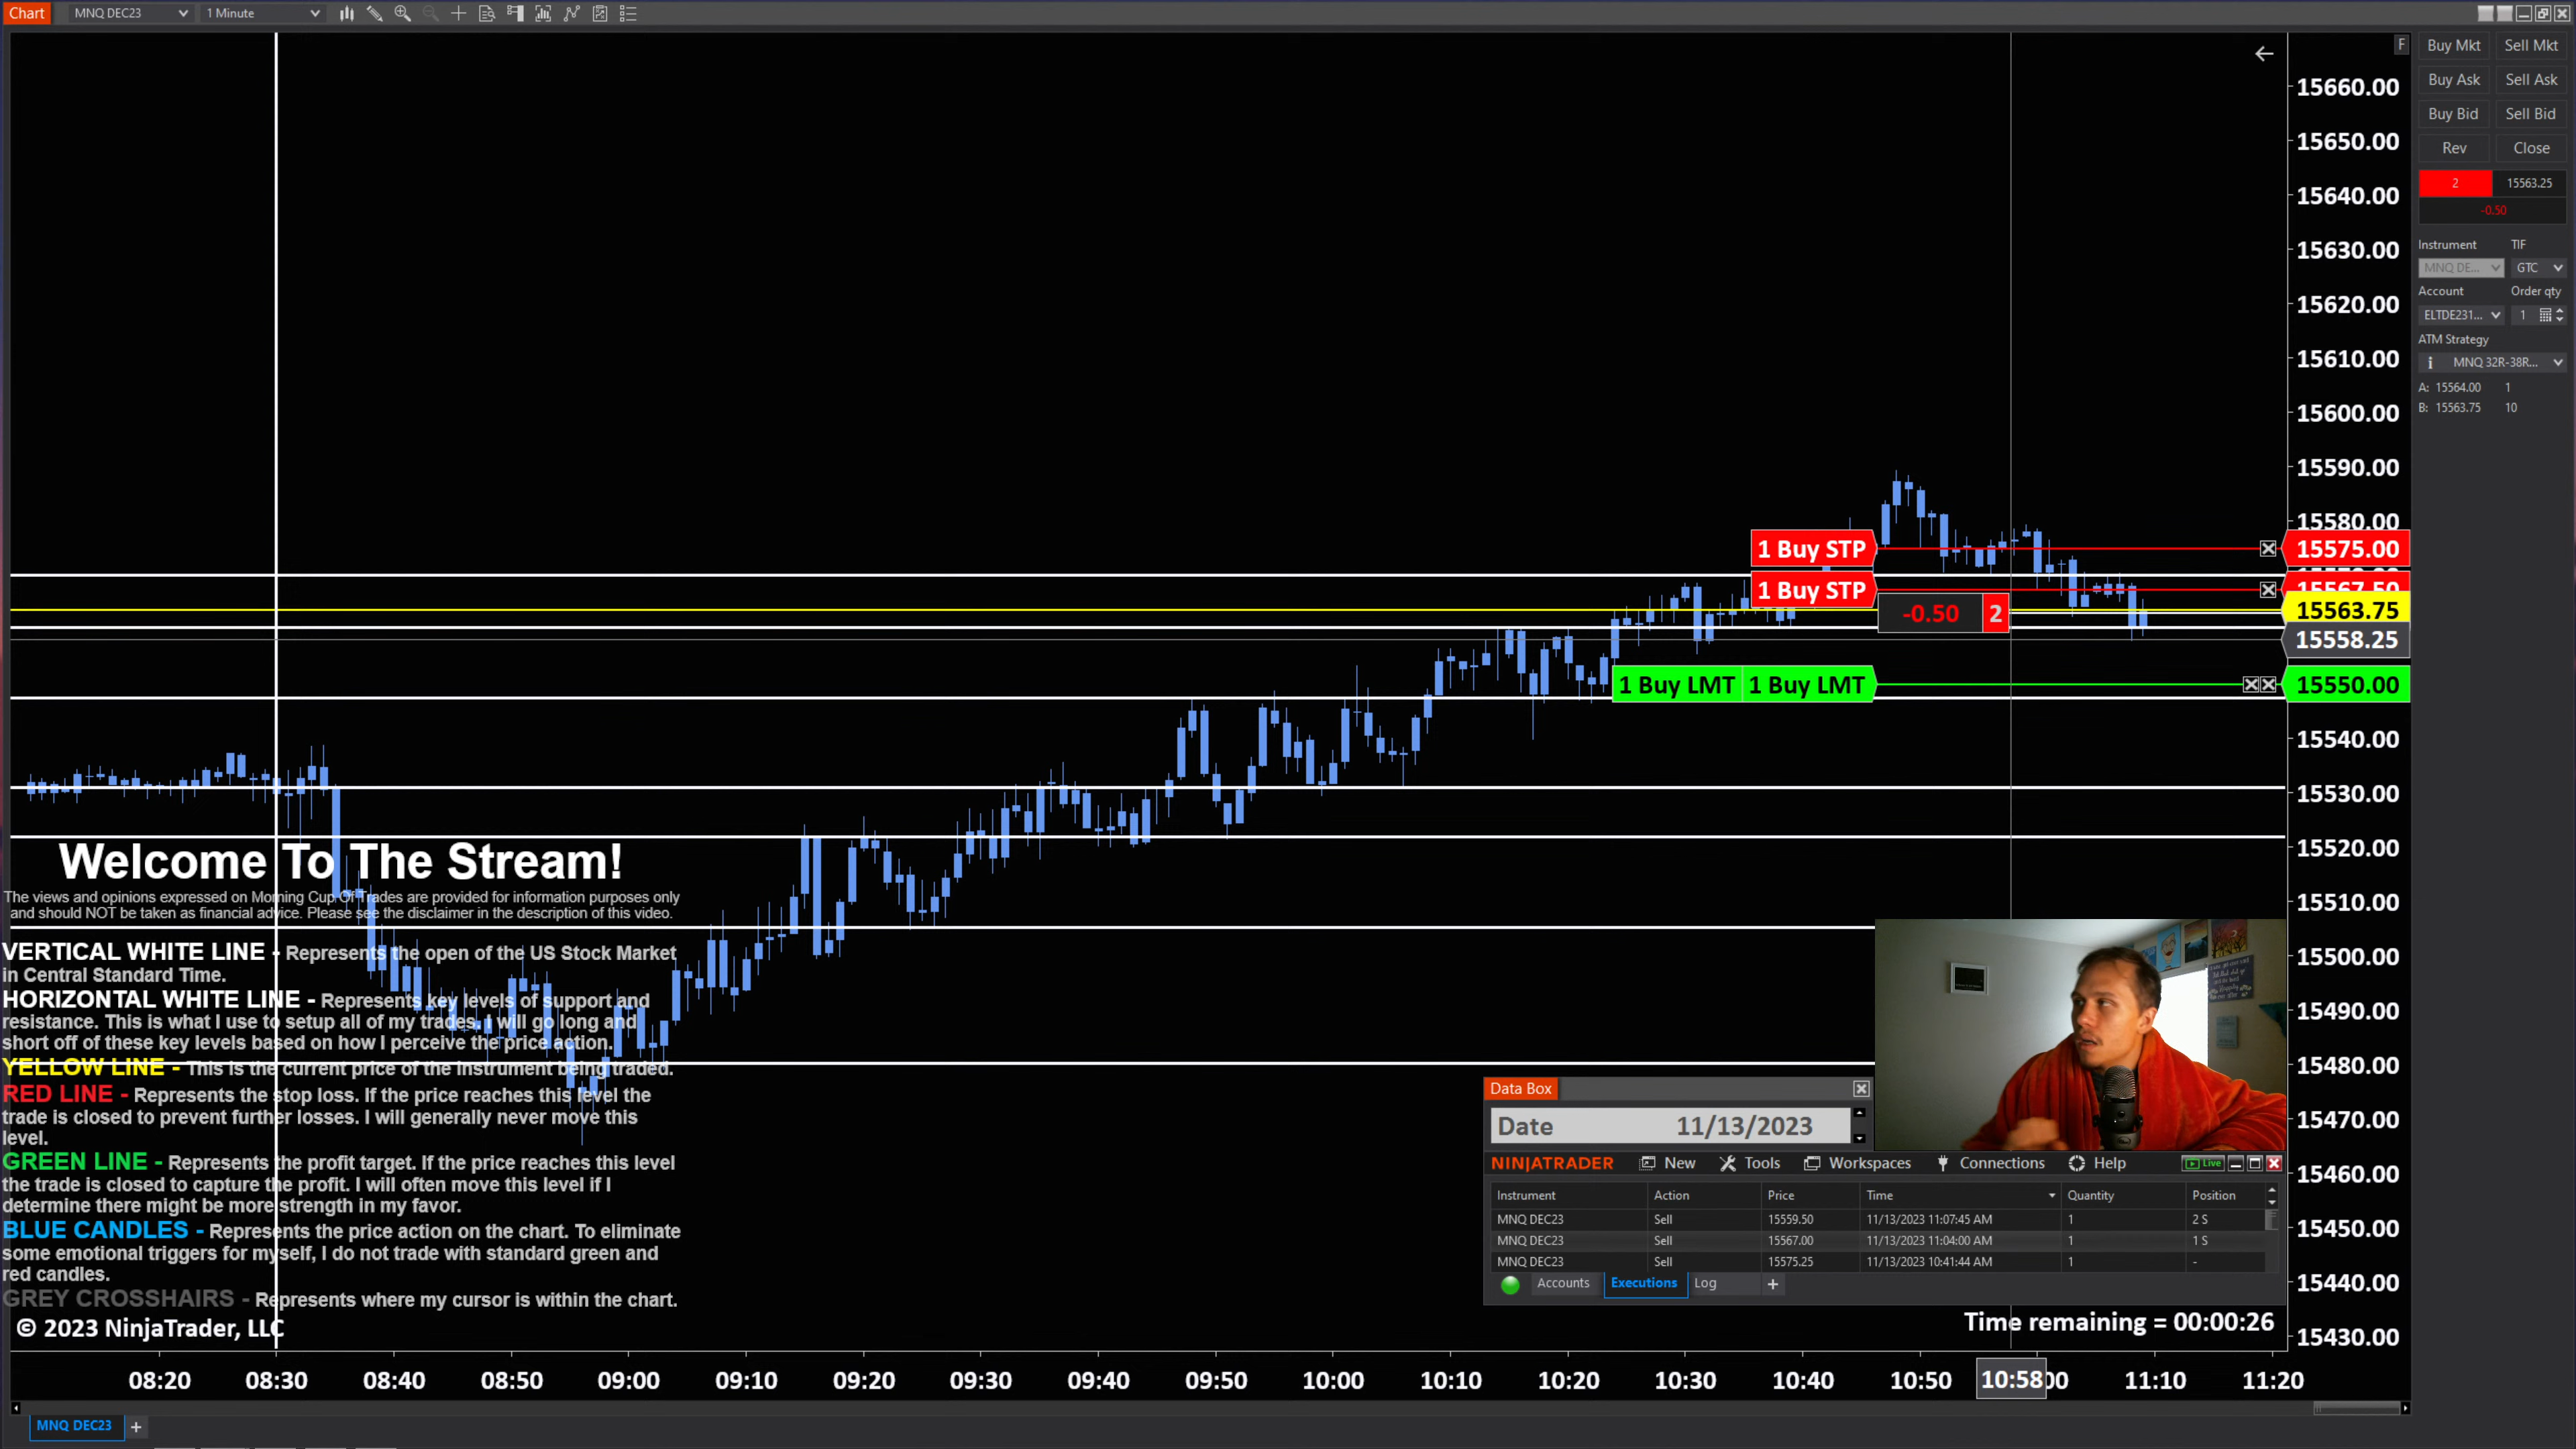 Chart MNQ DEC23 1 Minute
F
Buy Mkt Sell Mkt
Buy Ask Sell Ask
Buy Bid Sell Bid
Rev Close
2 15563.25
-0.50
Instrument TIF
MNQ DE... GTC
Account Order qty
ELTDE231... 1
ATM Strategy
MNQ 32R-38R...
A: 15564.00 1
B: 15563.75 10
15660.00
15650.00
15640.00
15630.00
15620.00
15610.00
15600.00
15590.00
15580.00
1 Buy STP 15575.00
1 Buy STP 15567.50
-0.50 2 15563.75
15558.25
1 Buy LMT 1 Buy LMT 15550.00
15540.00
15530.00
15520.00
15510.00
15500.00
15490.00
15480.00
15470.00
15460.00
15450.00
15440.00
15430.00
Welcome To The Stream!
The views and opinions expressed on Morning Cup Of Trades are provided for information purposes only
and should NOT be taken as financial advice. Please see the disclaimer in the description of this video.
VERTICAL WHITE LINE - Represents the open of the US Stock Market
in Central Standard Time.
HORIZONTAL WHITE LINE - Represents key levels of support and
resistance. This is what I use to setup all of my trades. I will go long and
short off of these key levels based on how I perceive the price action.
YELLOW LINE - This is the current price of the instrument being traded.
RED LINE - Represents the stop loss. If the price reaches this level the
trade is closed to prevent further losses. I will generally never move this
level.
GREEN LINE - Represents the profit target. If the price reaches this level
the trade is closed to capture the profit. I will often move this level if I
determine there might be more strength in my favor.
BLUE CANDLES - Represents the price action on the chart. To eliminate
some emotional triggers for myself, I do not trade with standard green and
red candles.
GREY CROSSHAIRS - Represents where my cursor is within the chart.
© 2023 NinjaTrader, LLC
Data Box
Date 11/13/2023
NINJATRADER New Tools Workspaces Connections Help Live
Instrument Action Price Time Quantity Position
MNQ DEC23 Sell 15559.50 11/13/2023 11:07:45 AM 1 2 S
MNQ DEC23 Sell 15567.00 11/13/2023 11:04:00 AM 1 1 S
MNQ DEC23 Sell 15575.25 11/13/2023 10:41:44 AM 1 -
Accounts Executions Log +
Time remaining = 00:00:26
08:20 08:30 08:40 08:50 09:00 09:10 09:20 09:30 09:40 09:50 10:00 10:10 10:20 10:30 10:40 10:50 10:58 00 11:10 11:20
MNQ DEC23 +